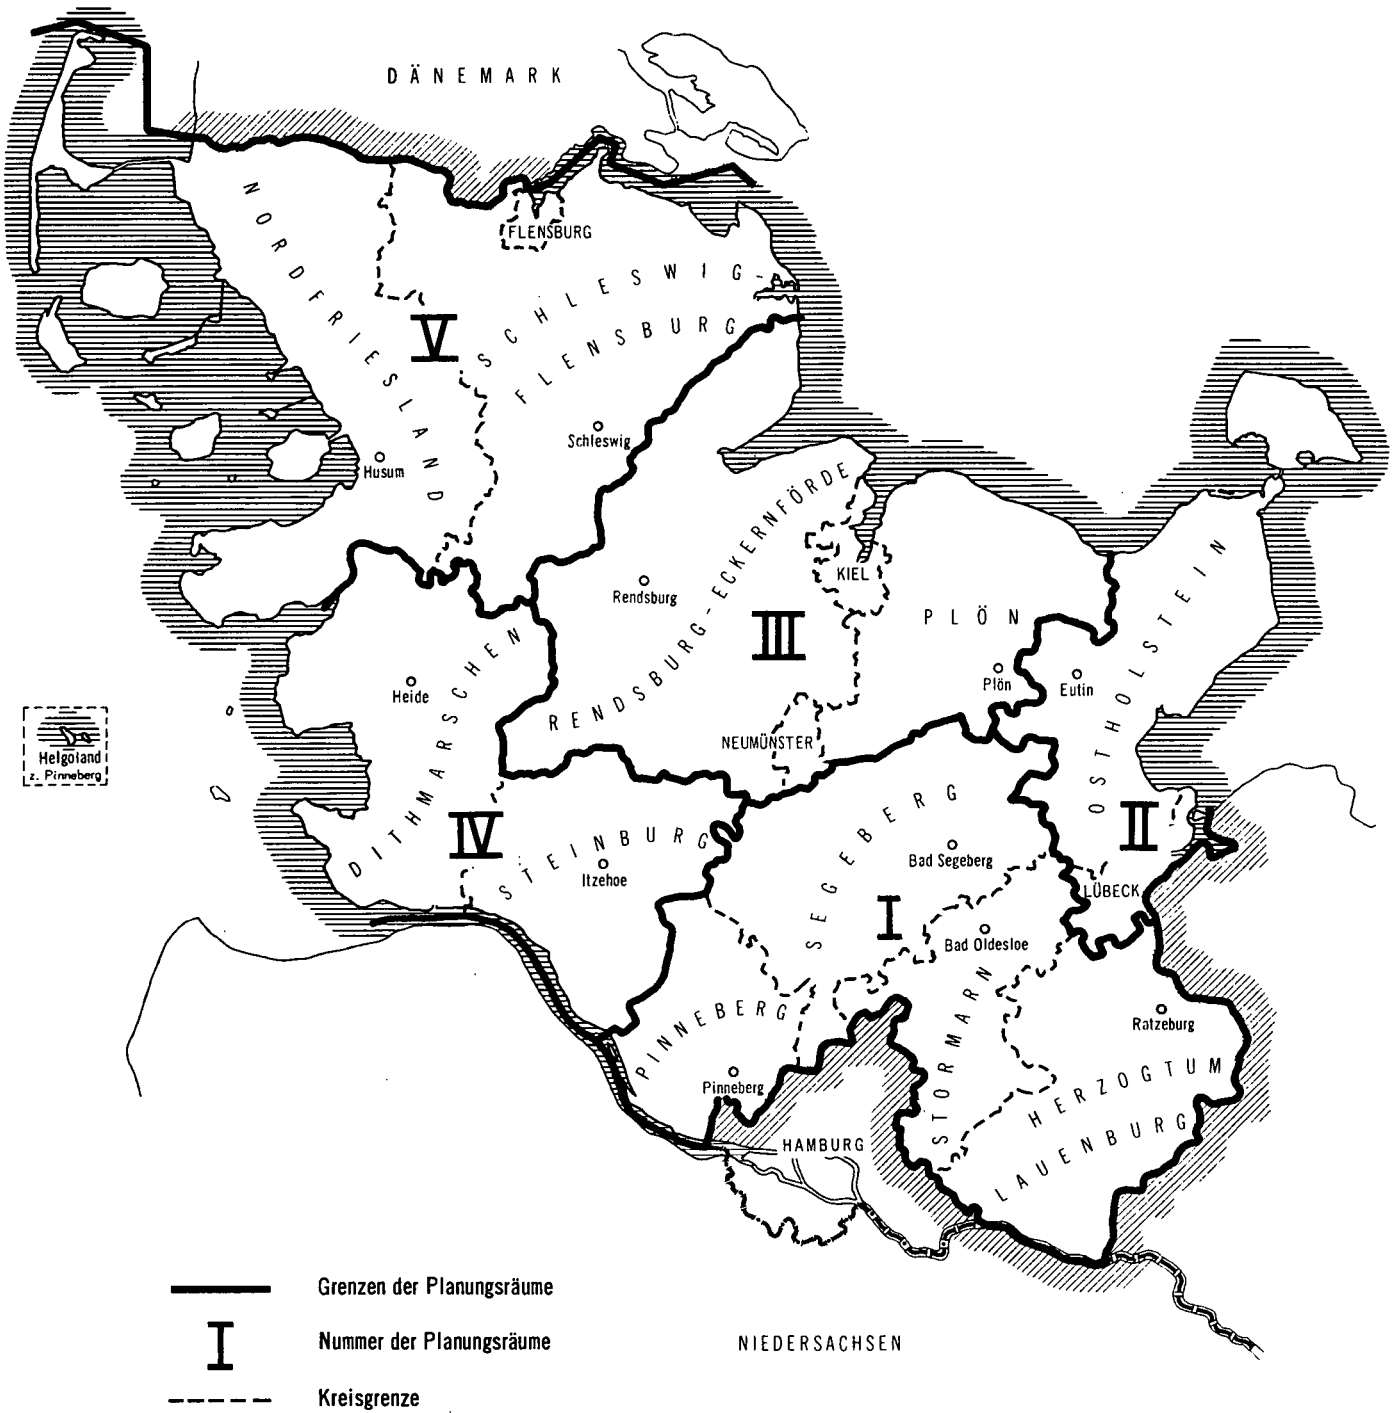 DÄNEMARK
NORDFRIESLAND
FLENSBURG
SCHLESWIG-
FLENSBURG
V
Schleswig
Husum
RENDSBURG-ECKERNFÖRDE
KIEL
Rendsburg
III
PLÖN
Plön
Eutin
OSTHOLSTEIN
Heide
DITHMARSCHEN
NEUMÜNSTER
Helgoland
z. Pinneberg
IV
STEINBURG
Itzehoe
SEGEBERG
Bad Segeberg
II
LÜBECK
I
Bad Oldesloe
STORMARN
Ratzeburg
PINNEBERG
Pinneberg
HERZOGTUM
LAUENBURG
HAMBURG
Grenzen der Planungsräume
I
Nummer der Planungsräume
NIEDERSACHSEN
Kreisgrenze